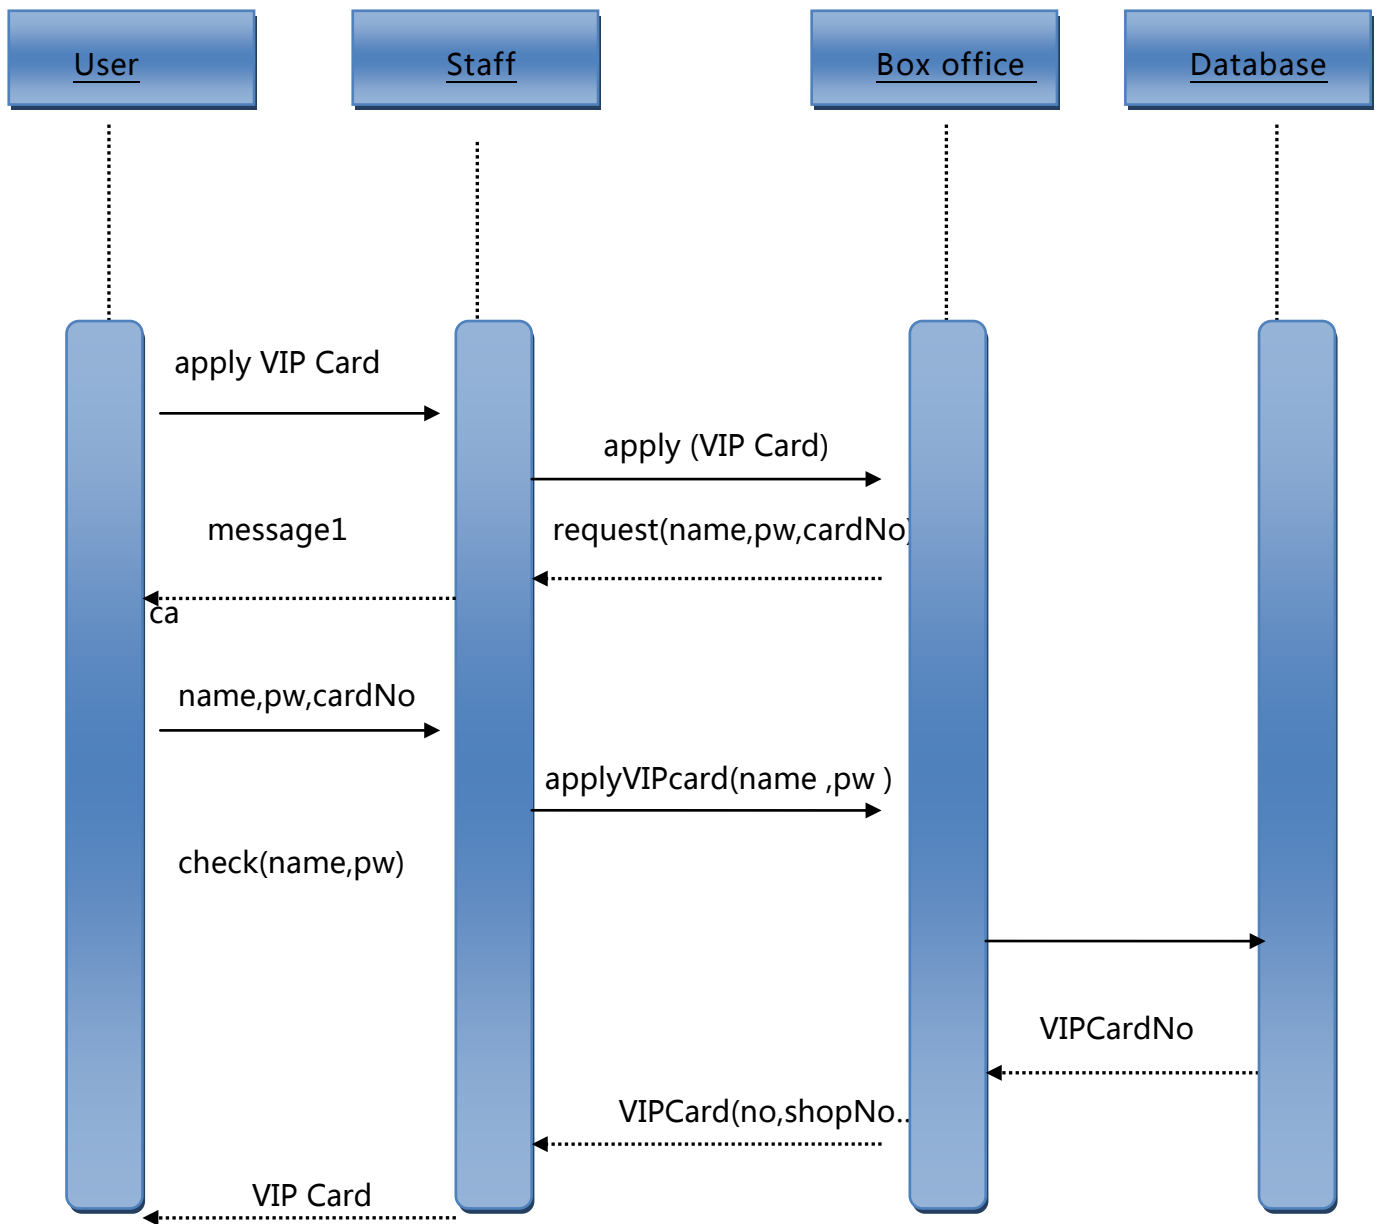 User
Staff
Box office
Database
apply VIP Card
apply (VIP Card)
message1
request(name,pw,cardNo)
ca
name,pw,cardNo
applyVIPcard(name ,pw )
check(name,pw)
VIPCardNo
VIPCard(no,shopNo..
VIP Card